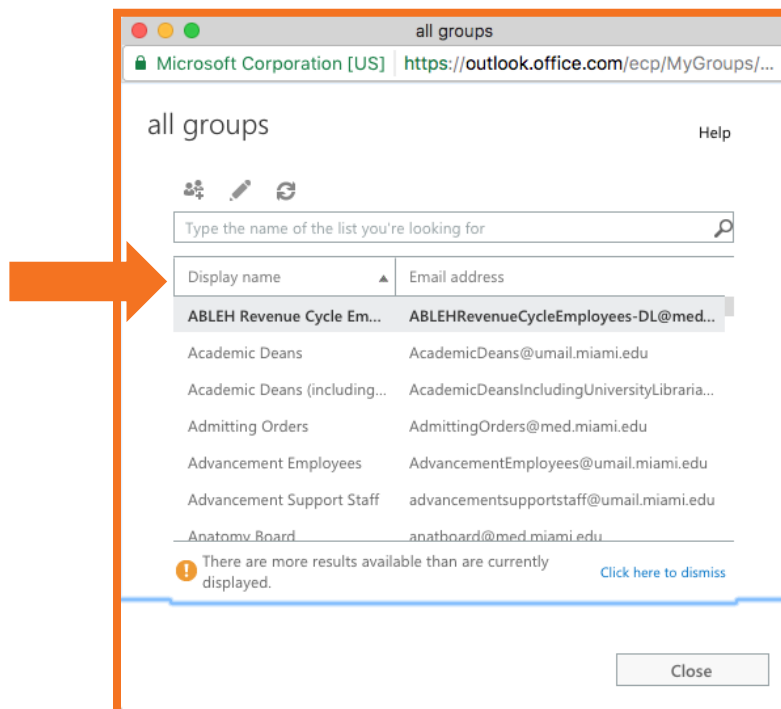 all groups
Microsoft Corporation [US] https://outlook.office.com/ecp/MyGroups/...
all groups
Help
Type the name of the list you're looking for
Display name Email address
ABLEH Revenue Cycle Em... ABLEHRevenueCycleEmployees-DL@med...
Academic Deans AcademicDeans@umail.miami.edu
Academic Deans (including... AcademicDeansIncludingUniversityLibraria...
Admitting Orders AdmittingOrders@med.miami.edu
Advancement Employees AdvancementEmployees@umail.miami.edu
Advancement Support Staff advancementsupportstaff@umail.miami.edu
Anatomy Board anatboard@med.miami.edu
There are more results available than are currently
displayed.
Click here to dismiss
Close